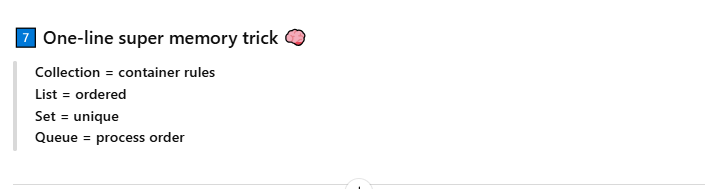 7 One-line super memory trick 🧠
Collection = container rules
List = ordered
Set = unique
Queue = process order